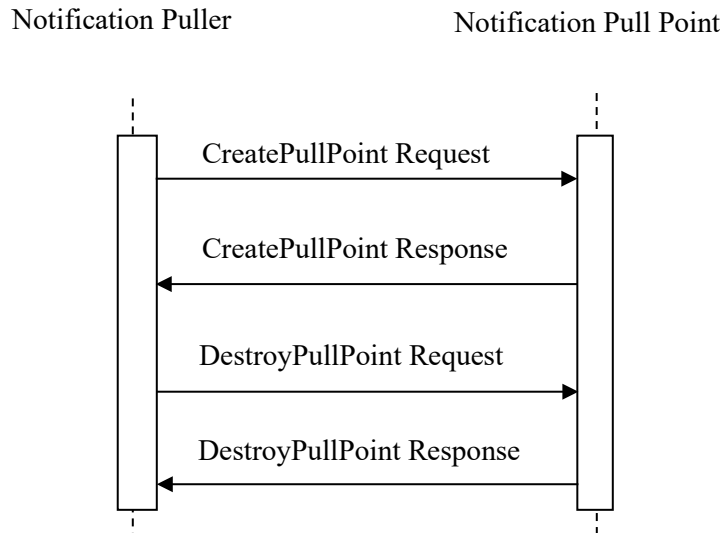 Notification Puller
Notification Pull Point
CreatePullPoint Request
CreatePullPoint Response
DestroyPullPoint Request
DestroyPullPoint Response